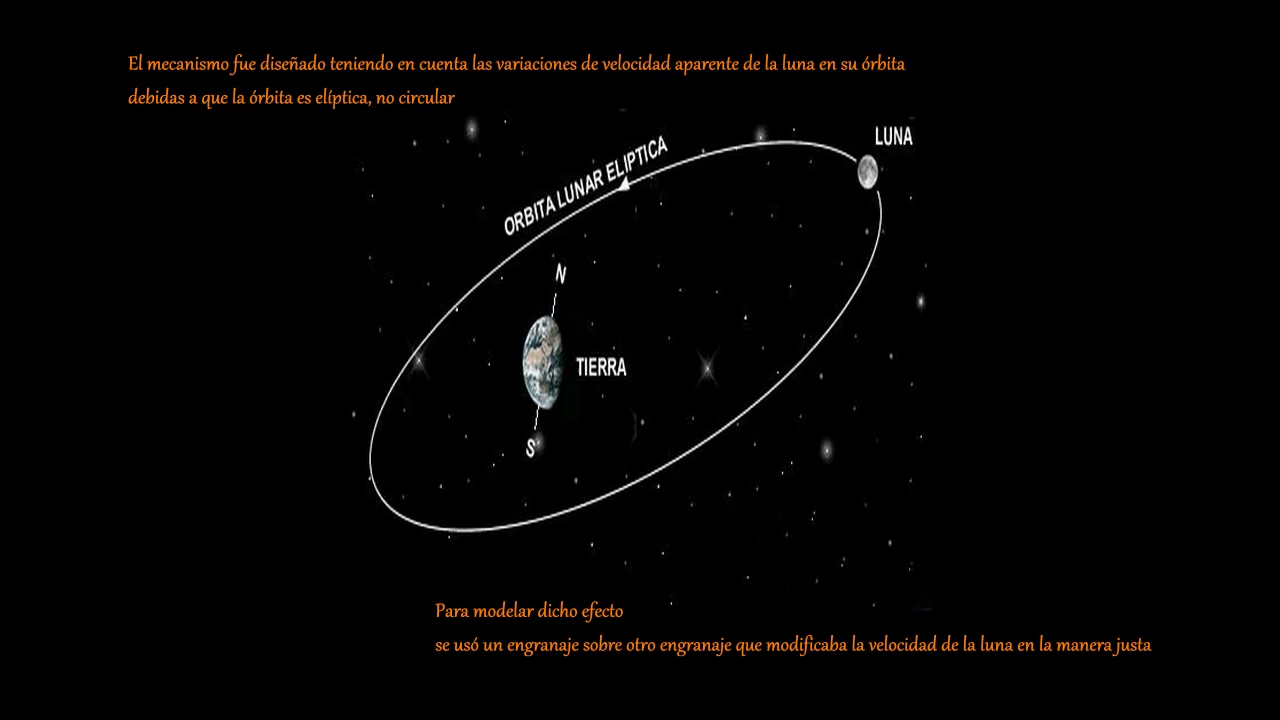 El mecanismo fue diseñado teniendo en cuenta las variaciones de velocidad aparente de la luna en su órbita
debidas a que la órbita es elíptica, no circular
LUNA
ORBITA LUNAR ELIPTICA
N
TIERRA
S
Para modelar dicho efecto
se usó un engranaje sobre otro engranaje que modificaba la velocidad de la luna en la manera justa